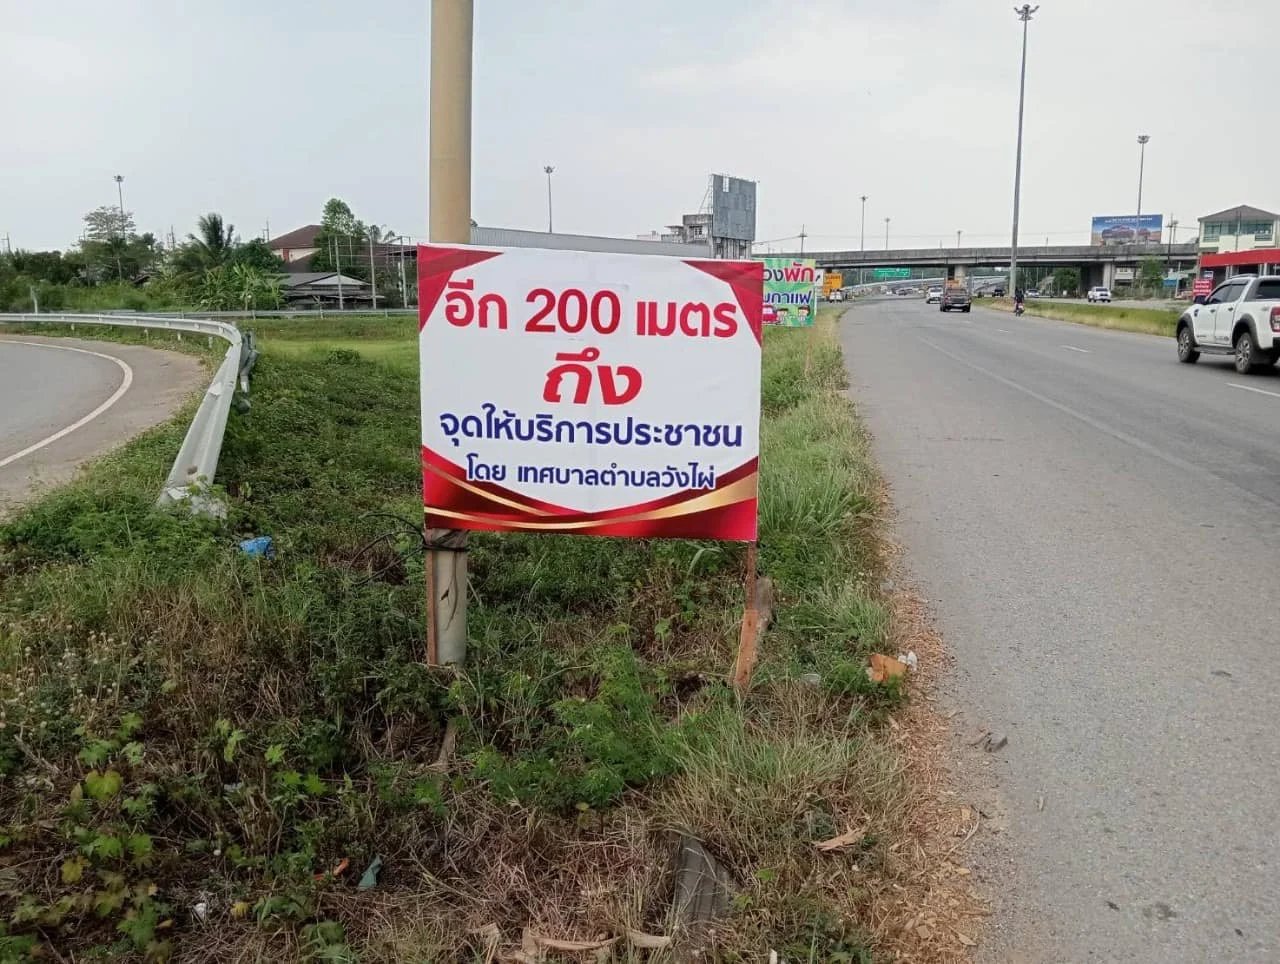 อีก 200 เมตร
ถึง
จุดให้บริการประชาชน
โดย เทศบาลตำบลวังไผ่